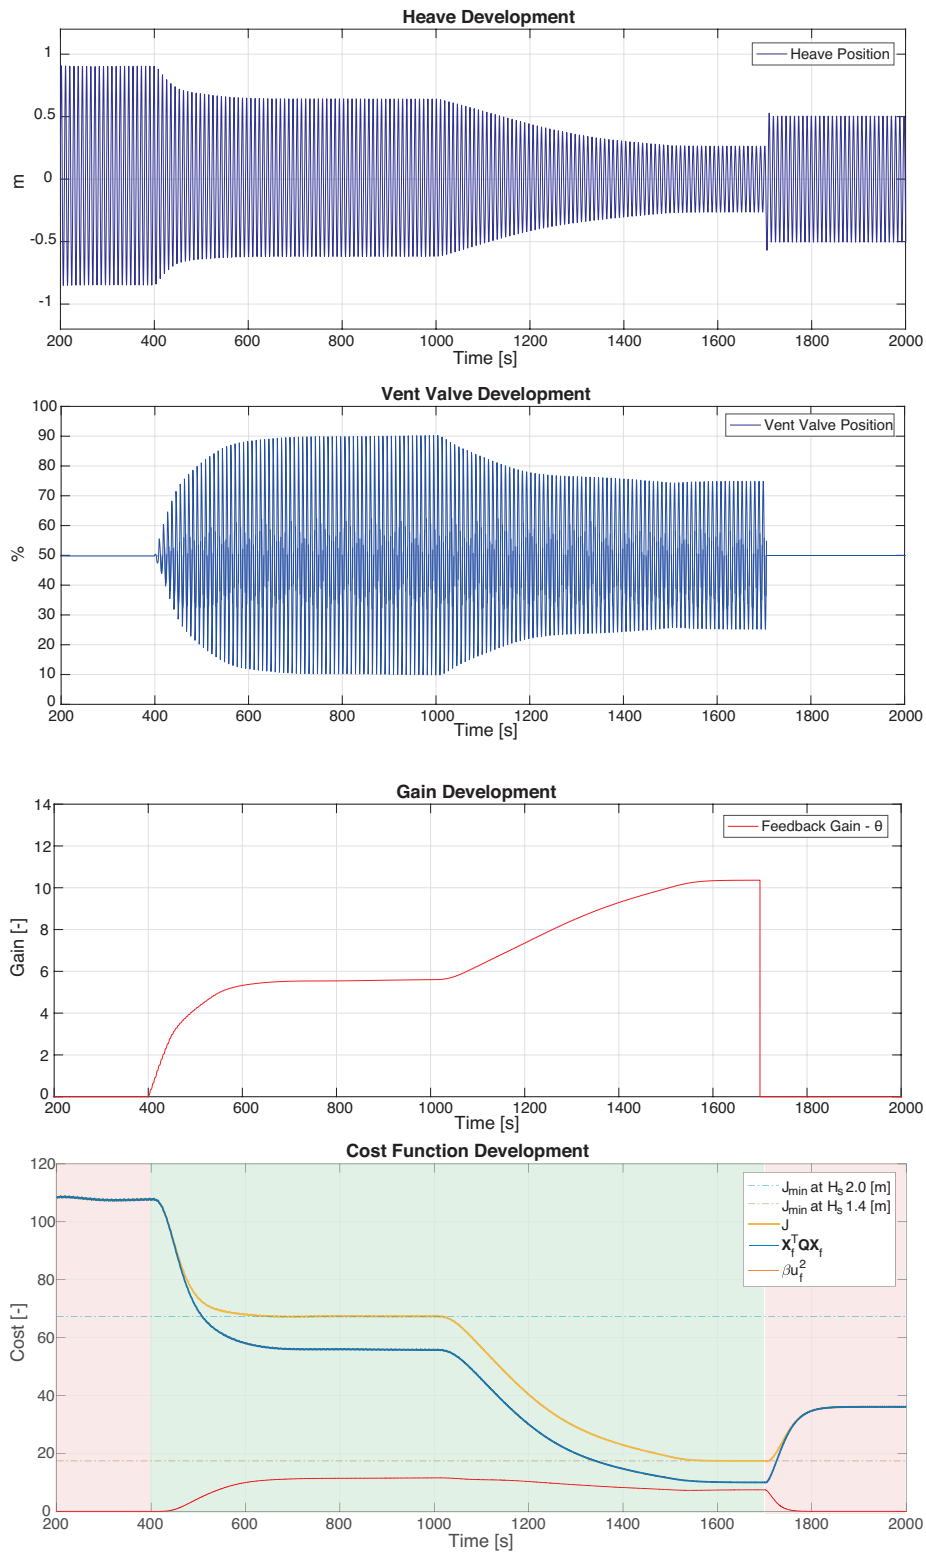 Heave Development
Heave Position
1
0.5
0
-0.5
-1
m
200 400 600 800 1000 1200 1400 1600 1800 2000
Time [s]
Vent Valve Development
Vent Valve Position
100
90
80
70
60
50
40
30
20
10
0
%
200 400 600 800 1000 1200 1400 1600 1800 2000
Time [s]
Gain Development
Feedback Gain - θ
14
12
10
8
6
4
2
0
Gain [-]
200 400 600 800 1000 1200 1400 1600 1800 2000
Time [s]
Cost Function Development
J_min at H_s 2.0 [m]
J_min at H_s 1.4 [m]
J
X_f^T QX_f
βu_f^2
120
100
80
60
40
20
0
Cost [-]
200 400 600 800 1000 1200 1400 1600 1800 2000
Time [s]